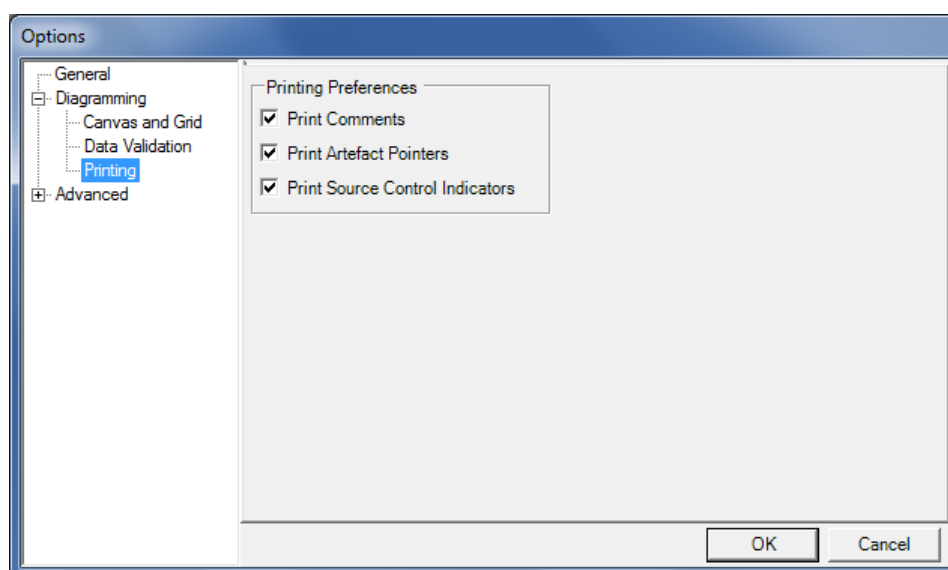 Options
General
Diagramming
Canvas and Grid
Data Validation
Printing
Advanced
Printing Preferences
Print Comments
Print Artefact Pointers
Print Source Control Indicators
OK
Cancel